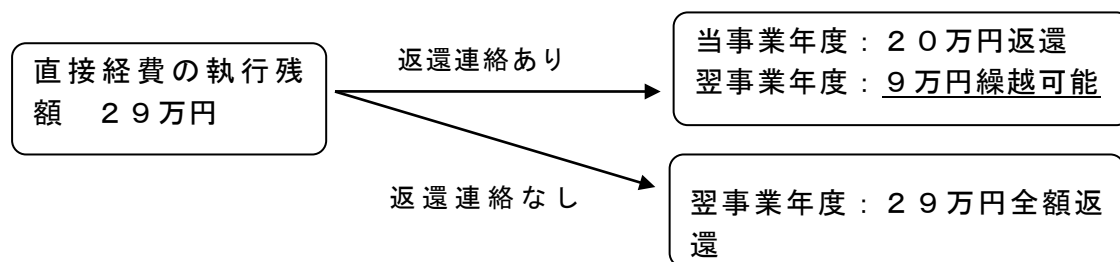 直接経費の執行残
額　２９万円
返還連絡あり
当事業年度：２０万円返還
翌事業年度：９万円繰越可能
返還連絡なし
翌事業年度：２９万円全額返
還